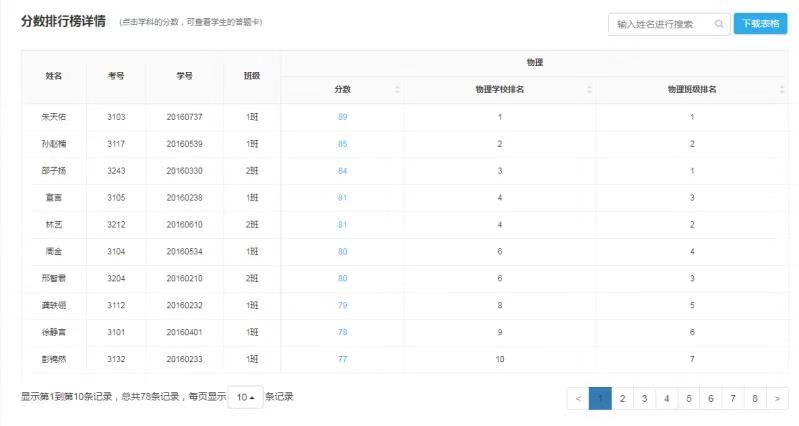 分数排行榜详情 (点击学科的分数，可查看学生的答题卡) 输入姓名进行搜索 下载表格
姓名 考号 学号 班级 物理
分数 物理学校排名 物理班级排名
朱天佑 3103 20160737 1班 89 1 1
孙赵楠 3117 20160539 1班 85 2 2
邵子扬 3243 20160330 2班 84 3 1
宣言 3105 20160238 1班 81 4 3
林艺 3212 20160610 2班 81 4 2
周金 3104 20160534 1班 80 6 4
邢智君 3204 20160210 2班 80 6 3
龚轶翎 3112 20160232 1班 79 8 5
徐静言 3101 20160401 1班 78 9 6
彭锦然 3132 20160233 1班 77 10 7
显示第1到第10条记录，总共78条记录，每页显示 10 条记录 < 1 2 3 4 5 6 7 8 >